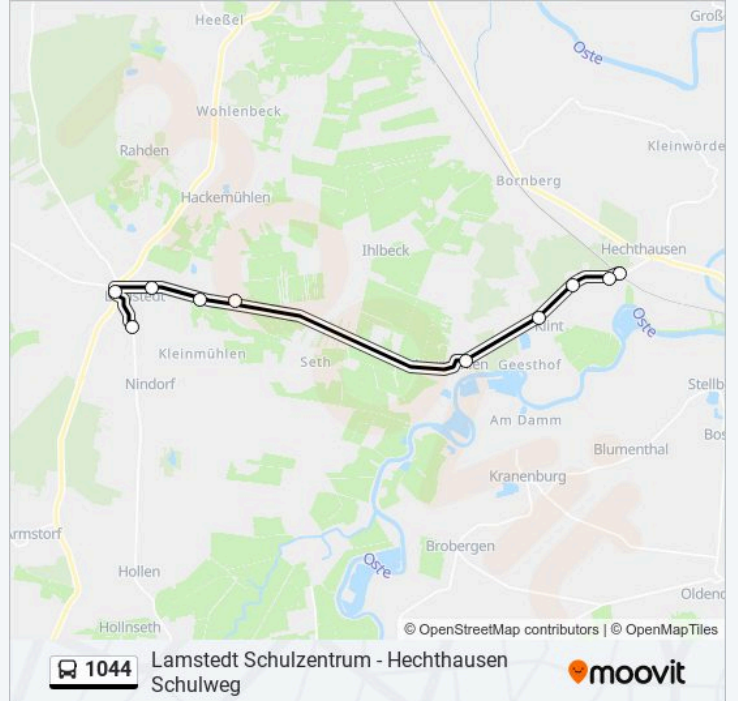 Heeßel
Groß
Oste
Wohlenbeck
Kleinwörde
Rahden
Bornberg
Hackemühlen
Ihlbeck
Hechthausen
Oste
Klint
Kleinmühlen
Seth
Geesthof
Nindorf
Stellb
Am Damm
Bos
Blumenthal
Kranenburg
Armstorf
Brobergen
Oste
Hollen
Oldend
Hollnseth
© OpenStreetMap contributors | © OpenMapTiles
1044
Lamstedt Schulzentrum - Hechthausen
Schulweg
moovit